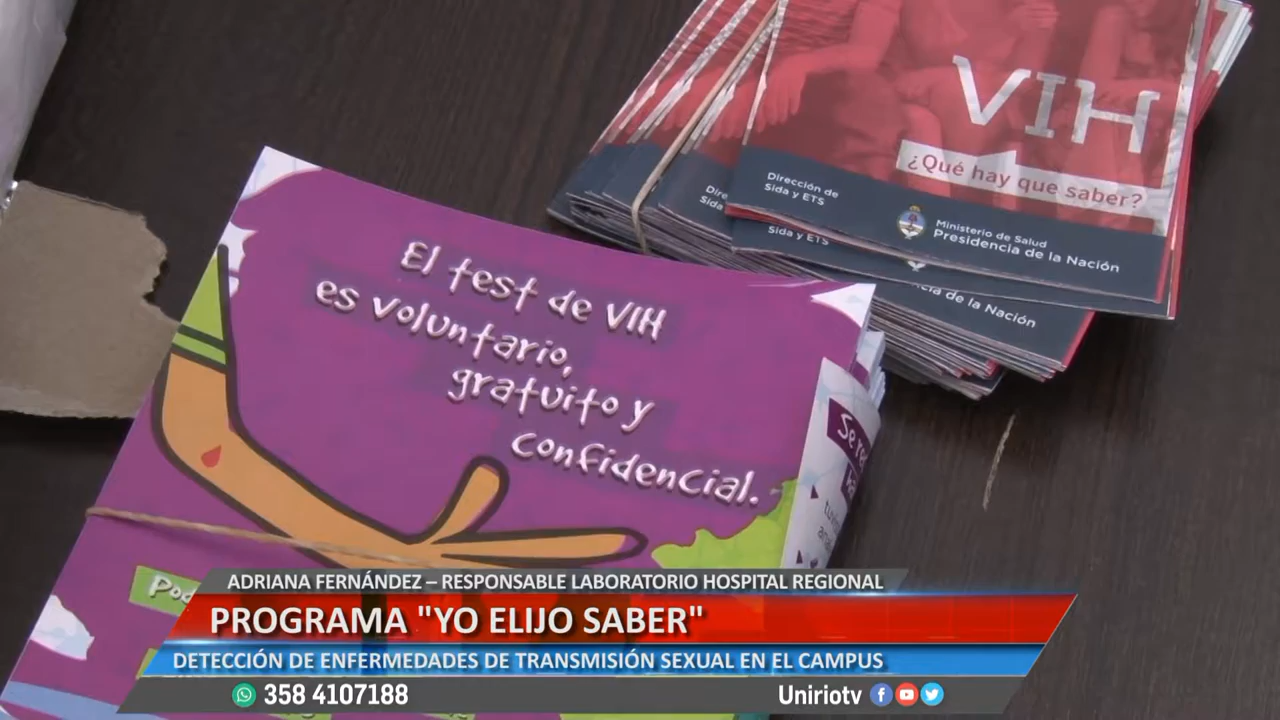 VIH
¿Qué hay que saber?
Dirección de
Sida y ETS
Ministerio de Salud
Presidencia de la Nación
Sida y ETS
de la Nación
El test de VIH
es voluntario,
gratuito y
confidencial.
ADRIANA FERNÁNDEZ – RESPONSABLE LABORATORIO HOSPITAL REGIONAL
PROGRAMA "YO ELIJO SABER"
DETECCIÓN DE ENFERMEDADES DE TRANSMISIÓN SEXUAL EN EL CAMPUS
358 4107188
Uniriotv